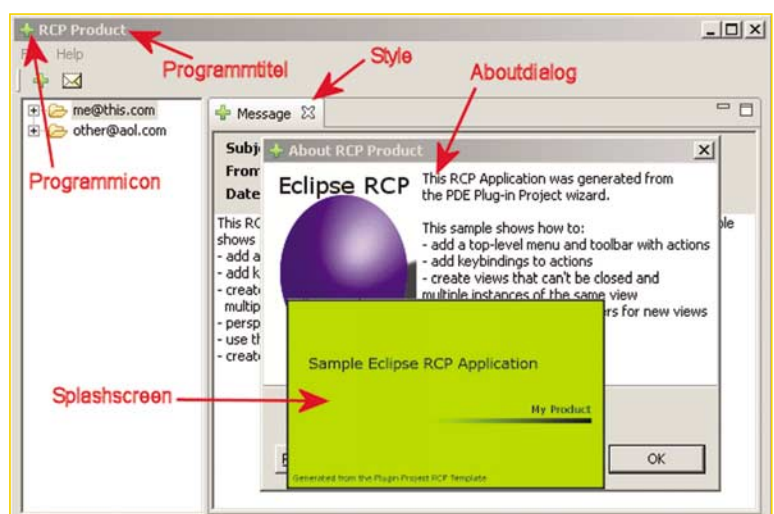 RCP Product
Help
Programmtitel
Style
Aboutdialog
me@this.com
other@aol.com
Programmicon
Message
Subj
From
Date
This RC
shows
- add a
- add k
- creat
multip
- persp
- use th
- creat
About RCP Product
Eclipse RCP
This RCP Application was generated from
the PDE Plug-in Project wizard.
This sample shows how to:
- add a top-level menu and toolbar with actions
- add keybindings to actions
- create views that can't be closed and
multiple instances of the same view
rs for new views
ple
Splashscreen
Sample Eclipse RCP Application
My Product
Generated from the Plugin Project RCP Template
OK